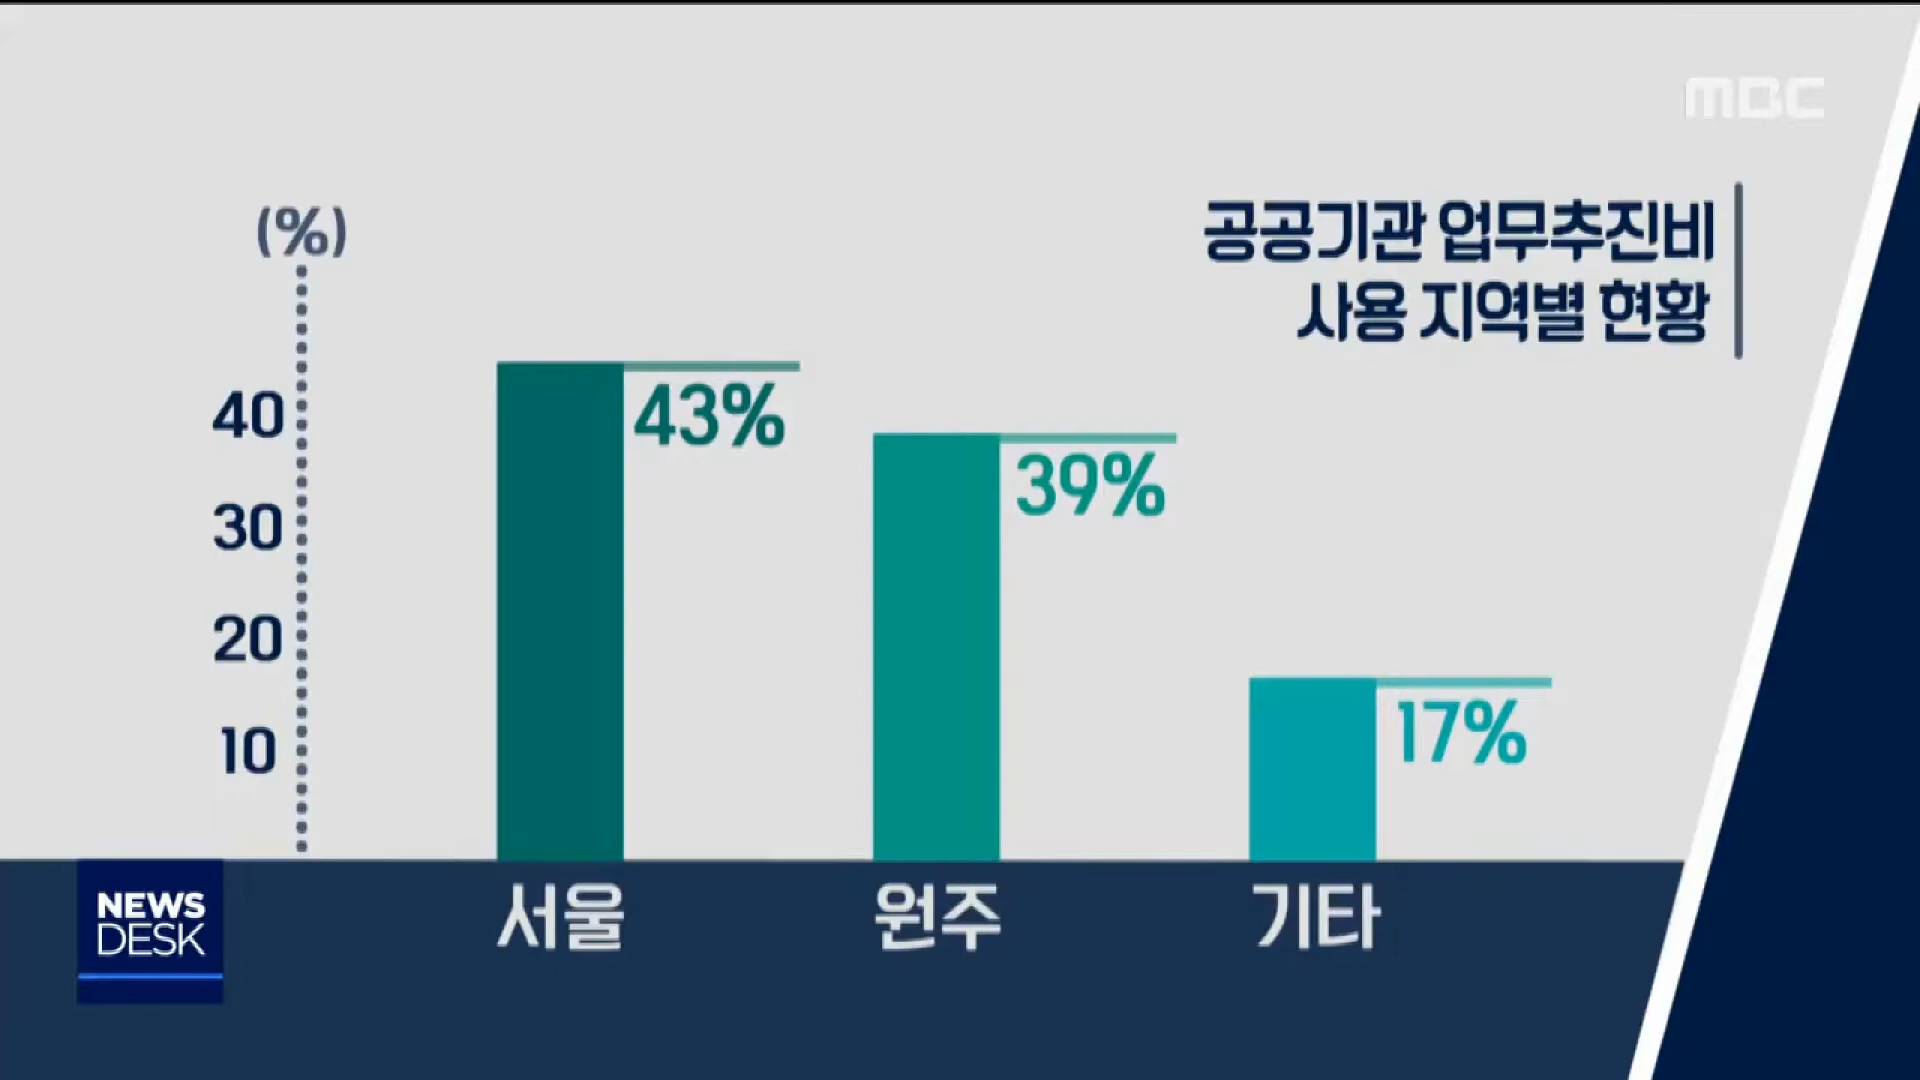 MBC
공공기관 업무추진비
사용 지역별 현황
(%)
40
30
20
10
43%
39%
17%
서울
원주
기타
NEWS
DESK